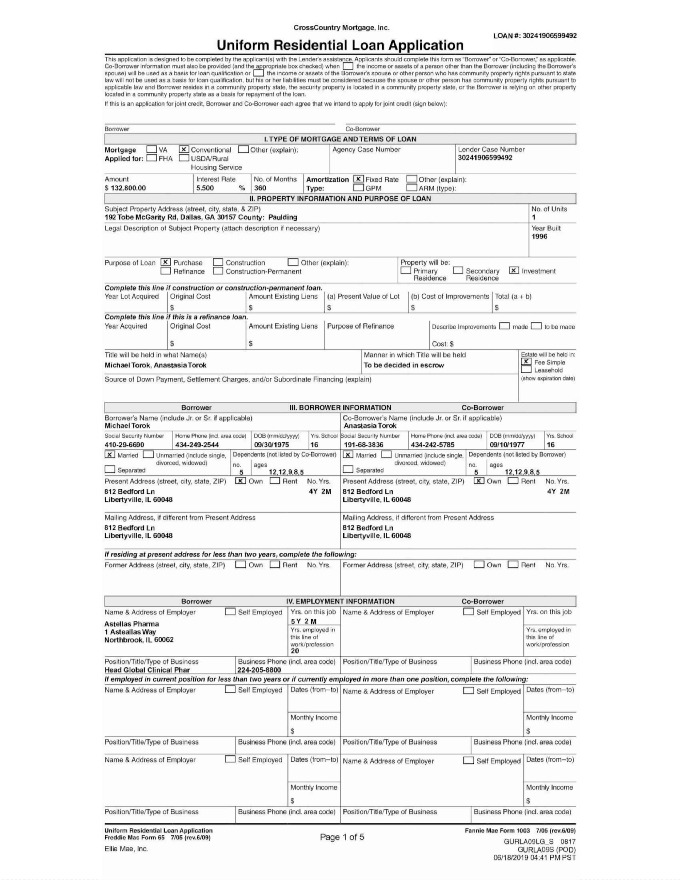 CrossCountry Mortgage, Inc.
LOAN #: 30241906599492
Uniform Residential Loan Application
This application is designed to be completed by the applicant(s) with the Lender's assistance. Applicants should complete this form as "Borrower" or "Co-Borrower," as applicable.
Co-Borrower information must also be provided (and the appropriate box checked) when the income or assets of a person other than the Borrower (including the Borrower's
spouse) will be used as a basis for loan qualification or the income or assets of the Borrower's spouse or other person who has community property rights pursuant to state
law will not be used as a basis for loan qualification, but his or her liabilities must be considered because the spouse or other person has community property rights pursuant to
applicable law and Borrower resides in a community property state, the security property is located in a community property state, or the Borrower is relying on other property
located in a community property state as a basis for repayment of the loan.
If this is an application for joint credit, Borrower and Co-Borrower each agree that we intend to apply for joint credit (sign below):
Borrower Co-Borrower
I. TYPE OF MORTGAGE AND TERMS OF LOAN
Mortgage VA x Conventional Other (explain): Agency Case Number Lender Case Number
Applied for: FHA USDA/Rural 30241906599492
Housing Service
Amount Interest Rate No. of Months Amortization x Fixed Rate Other (explain):
$ 132,800.00 5.500 % 360 Type: GPM ARM (type):
II. PROPERTY INFORMATION AND PURPOSE OF LOAN
Subject Property Address (street, city, state, & ZIP) No. of Units
192 Tobe McGarity Rd, Dallas, GA 30157 County: Paulding 1
Legal Description of Subject Property (attach description if necessary) Year Built
1996
Purpose of Loan x Purchase Construction Other (explain): Property will be:
Refinance Construction-Permanent Primary Residence Secondary Residence x Investment
Complete this line if construction or construction-permanent loan.
Year Lot Acquired Original Cost Amount Existing Liens (a) Present Value of Lot (b) Cost of Improvements Total (a + b)
$ $ $ $ $
Complete this line if this is a refinance loan.
Year Acquired Original Cost Amount Existing Liens Purpose of Refinance Describe Improvements made to be made
$ $ Cost: $
Title will be held in what Name(s) Manner in which Title will be held Estate will be held in:
Michael Torok, Anastasia Torok To be decided in escrow x Fee Simple
Leasehold
Source of Down Payment, Settlement Charges, and/or Subordinate Financing (explain) (show expiration date)
Borrower III. BORROWER INFORMATION Co-Borrower
Borrower's Name (include Jr. or Sr. if applicable) Co-Borrower's Name (include Jr. or Sr. if applicable)
Michael Torok Anastasia Torok
Social Security Number Home Phone (incl. area code) DOB (mm/dd/yyyy) Yrs. School Social Security Number Home Phone (incl. area code) DOB (mm/dd/yyyy) Yrs. School
410-29-6690 434-249-2544 09/30/1975 16 191-68-3836 434-242-5785 09/10/1977 16
x Married Unmarried (include single, Dependents (not listed by Co-Borrower) x Married Unmarried (include single, Dependents (not listed by Borrower)
Separated divorced, widowed) no. ages Separated divorced, widowed) no. ages
5 12,12,9,8,5 5 12,12,9,8,5
Present Address (street, city, state, ZIP) x Own Rent No. Yrs. Present Address (street, city, state, ZIP) x Own Rent No. Yrs.
812 Bedford Ln 4Y 2M 812 Bedford Ln 4Y 2M
Libertyville, IL 60048 Libertyville, IL 60048
Mailing Address, if different from Present Address Mailing Address, if different from Present Address
812 Bedford Ln 812 Bedford Ln
Libertyville, IL 60048 Libertyville, IL 60048
If residing at present address for less than two years, complete the following:
Former Address (street, city, state, ZIP) Own Rent No. Yrs. Former Address (street, city, state, ZIP) Own Rent No. Yrs.
Borrower IV. EMPLOYMENT INFORMATION Co-Borrower
Name & Address of Employer Self Employed Yrs. on this job Name & Address of Employer Self Employed Yrs. on this job
Astellas Pharma 5 Y 2 M
1 Asteallas Way Yrs. employed in this line of work/profession Yrs. employed in this line of work/profession
Northbrook, IL 60062
20
Position/Title/Type of Business Business Phone (incl. area code) Position/Title/Type of Business Business Phone (incl. area code)
Head Global Clinical Phar 224-205-8800
If employed in current position for less than two years or if currently employed in more than one position, complete the following:
Name & Address of Employer Self Employed Dates (from–to) Name & Address of Employer Self Employed Dates (from–to)
Monthly Income Monthly Income
$ $
Position/Title/Type of Business Business Phone (incl. area code) Position/Title/Type of Business Business Phone (incl. area code)
Name & Address of Employer Self Employed Dates (from–to) Name & Address of Employer Self Employed Dates (from–to)
Monthly Income Monthly Income
$ $
Position/Title/Type of Business Business Phone (incl. area code) Position/Title/Type of Business Business Phone (incl. area code)
Uniform Residential Loan Application Fannie Mae Form 1003 7/05 (rev.6/09)
Freddie Mac Form 65 7/05 (rev.6/09) Page 1 of 5
Ellie Mae, Inc. GURLA09LG_S 0817
GURLA09S (POD)
06/18/2019 04:41 PM PST